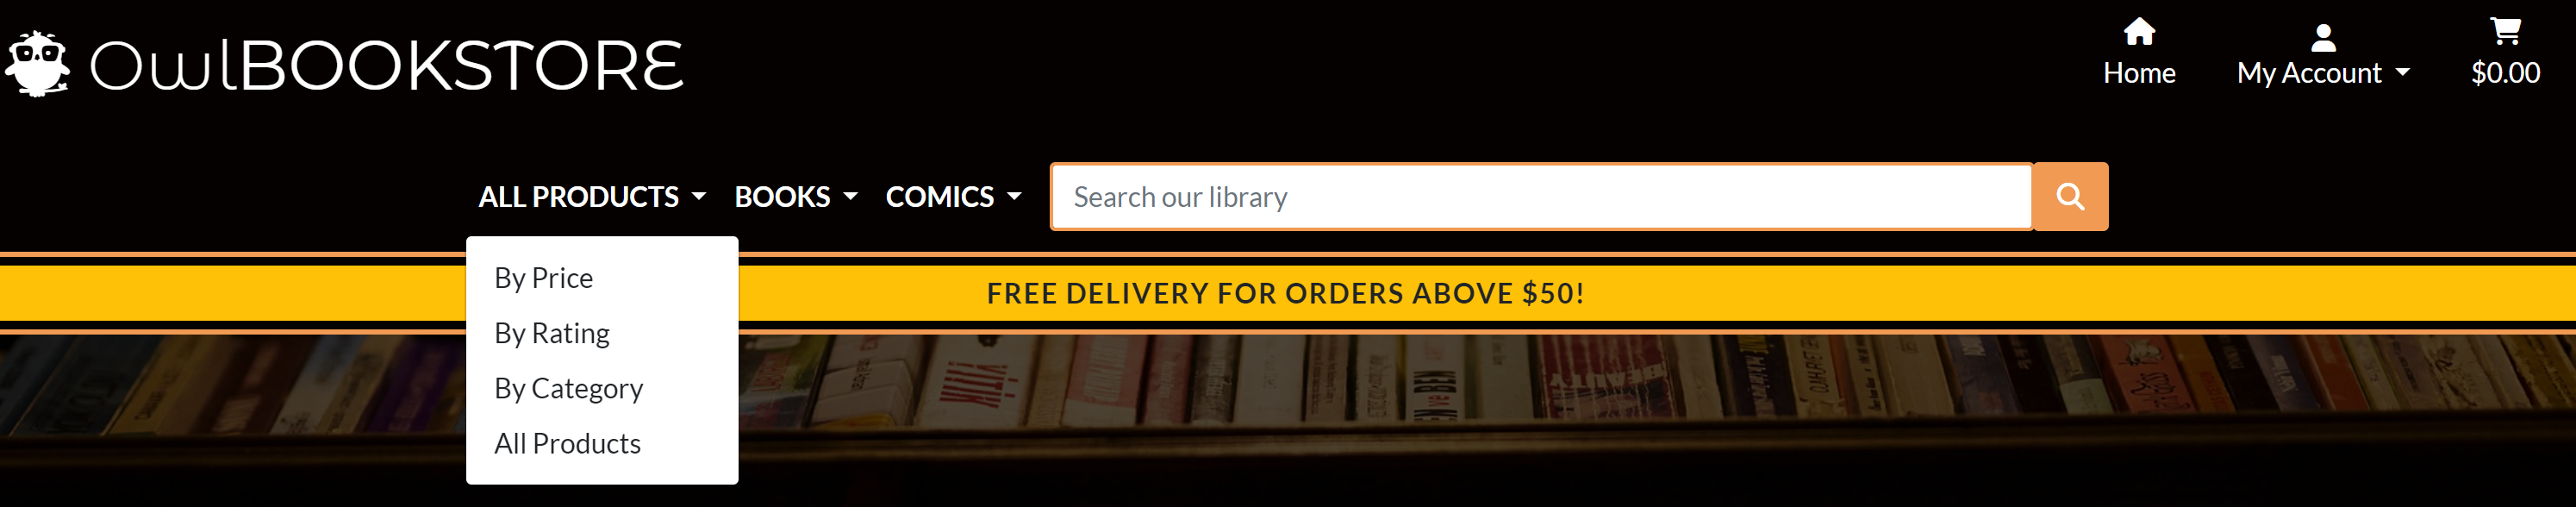 OwlBOOKSTORE
Home
My Account
$0.00
ALL PRODUCTS
BOOKS
COMICS
Search our library
By Price
By Rating
By Category
All Products
FREE DELIVERY FOR ORDERS ABOVE $50!